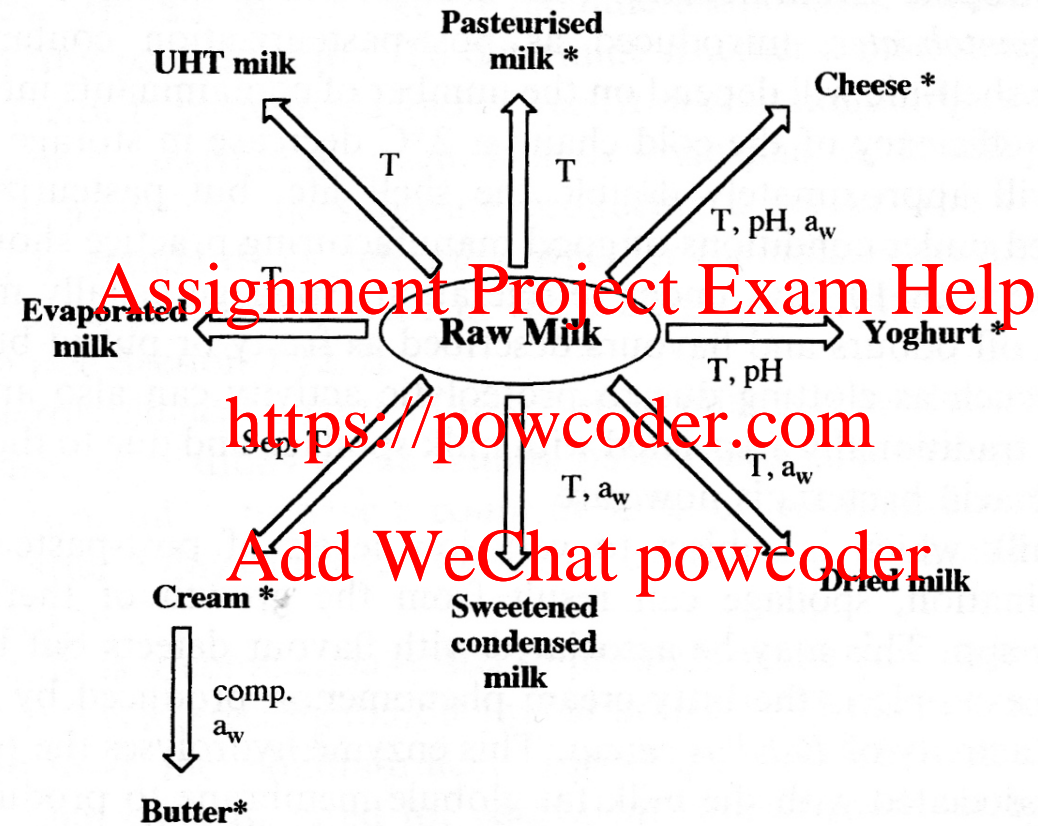 Pasteurised
milk *
UHT milk
Cheese *
T
T
T, pH, aw
Assignment Project Exam Help
T
Evaporated
milk
Raw Milk
Yoghurt *
T, pH
https://powcoder.com
Sep. T
T, aw
T, aw
Add WeChat powcoder
Dried milk
Cream *
Sweetened
condensed
milk
comp.
aw
Butter*